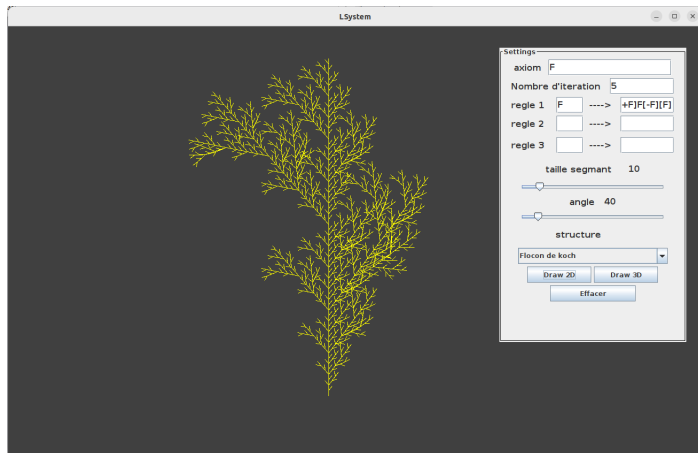 LSystem
Settings
axiom F
Nombre d'iteration 5
regle 1 F ----> +F]F[-F][F]
regle 2 ---->
regle 3 ---->
taille segmant 10
angle 40
structure
Flocon de koch
Draw 2D Draw 3D
Effacer